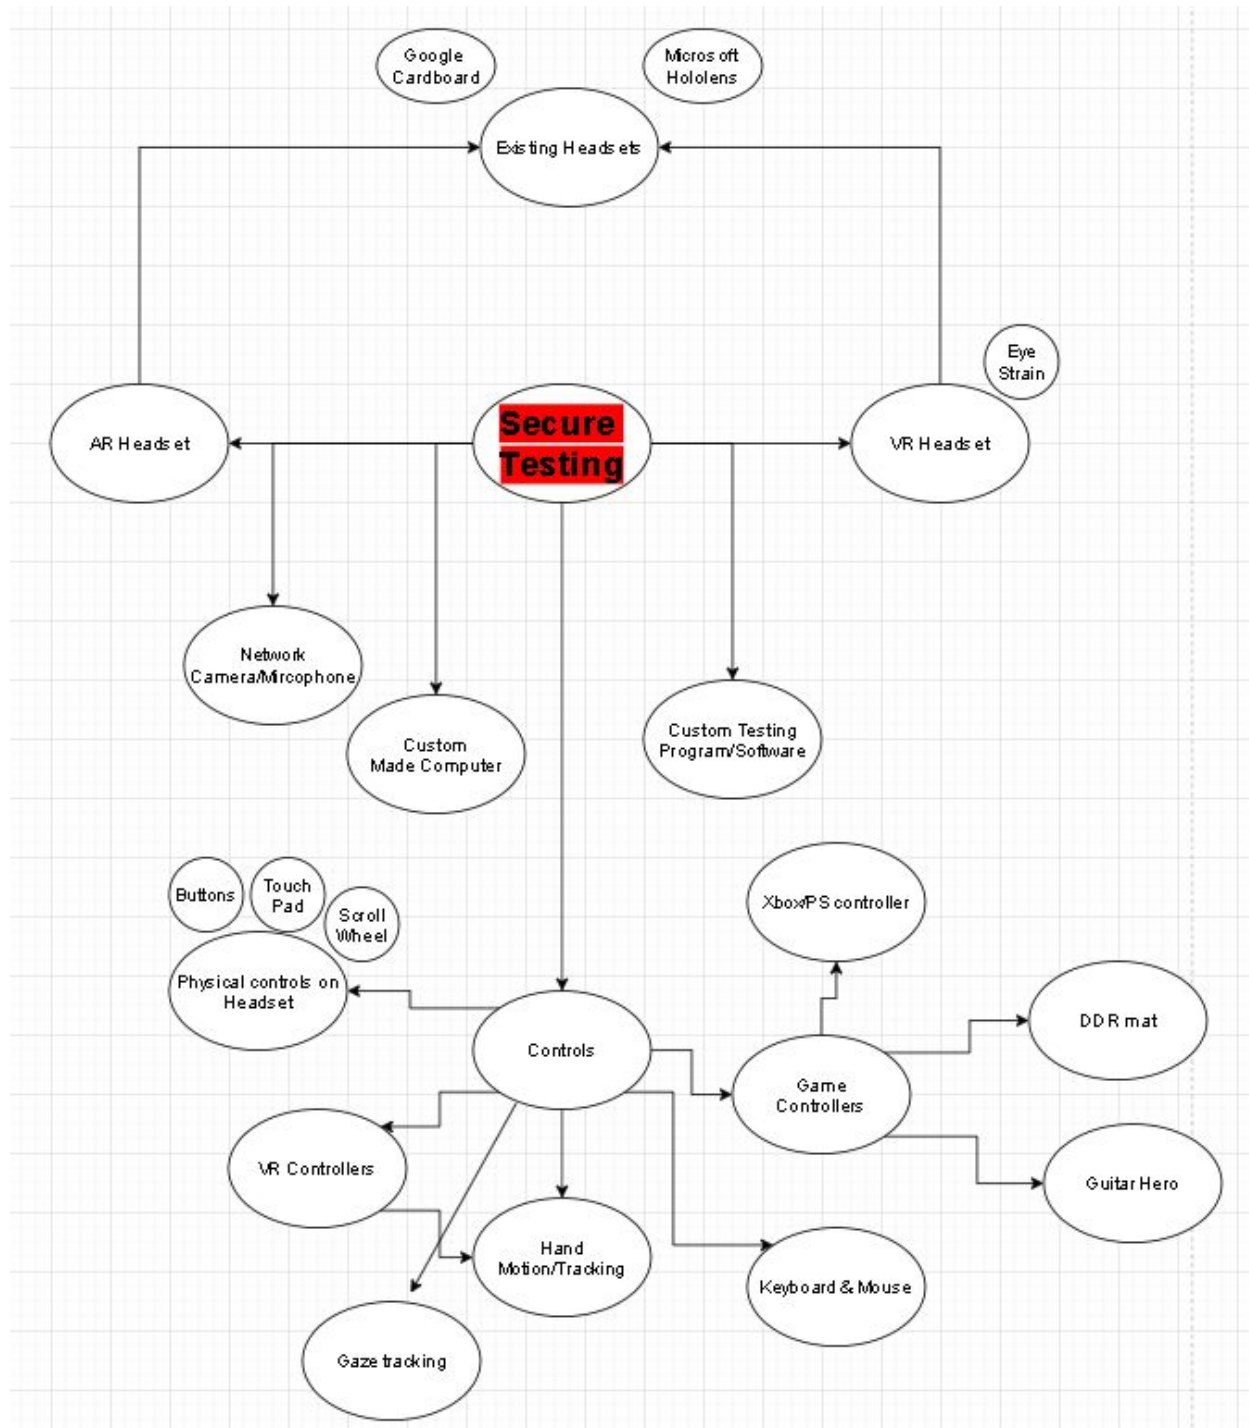 Google
Cardboard
Microsoft
Hololens
Existing Headsets
Eye
Strain
AR Headset
Secure
Testing
VR Headset
Network
Camera/Mircophone
Custom
Made Computer
Custom Testing
Program/Software
Buttons
Touch
Pad
Scroll
Wheel
Xbox/PS controller
Physical controls on
Headset
DDR mat
Controls
Game
Controllers
VR Controllers
Guitar Hero
Hand
Motion/Tracking
Keyboard & Mouse
Gaze tracking